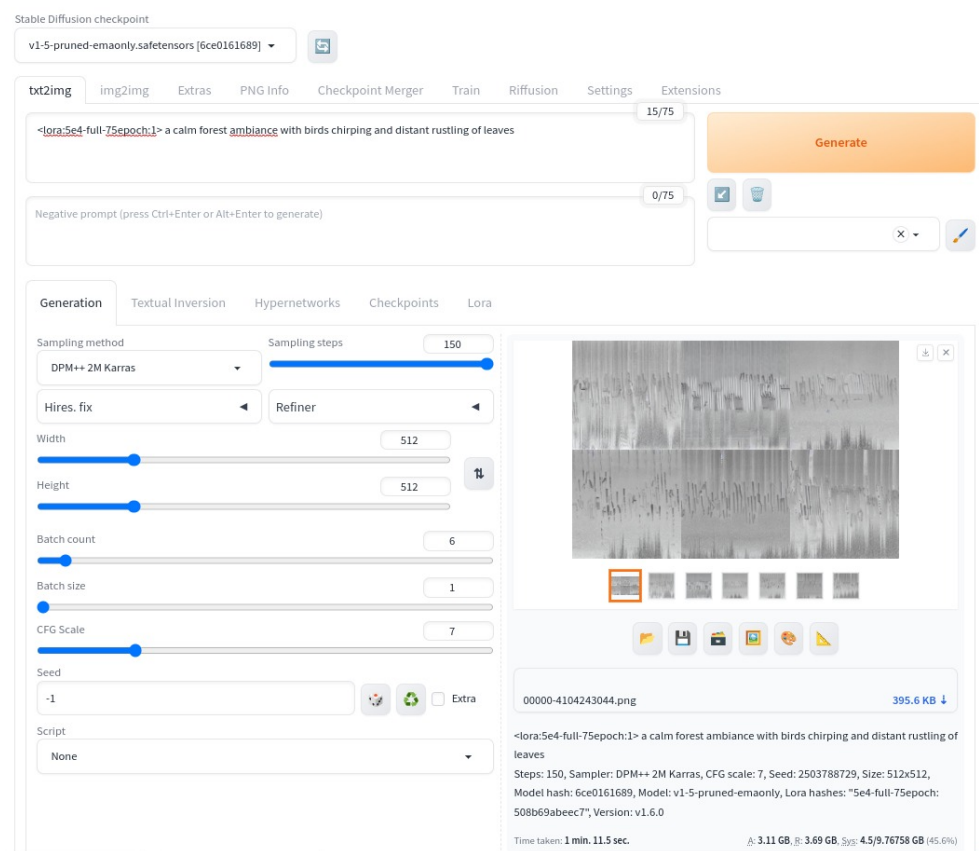 Stable Diffusion checkpoint
v1-5-pruned-emaonly.safetensors [6ce0161689]
txt2img img2img Extras PNG Info Checkpoint Merger Train Riffusion Settings Extensions
15/75
<lora:5e4-full-75epoch:1> a calm forest ambiance with birds chirping and distant rustling of leaves
Generate
0/75
Negative prompt (press Ctrl+Enter or Alt+Enter to generate)
Generation Textual Inversion Hypernetworks Checkpoints Lora
Sampling method
DPM++ 2M Karras
Sampling steps
150
Hires. fix
Refiner
Width
512
Height
512
Batch count
6
Batch size
1
CFG Scale
7
Seed
-1
Extra
Script
None
00000-4104243044.png
395.6 KB ↓
<lora:5e4-full-75epoch:1> a calm forest ambiance with birds chirping and distant rustling of
leaves
Steps: 150, Sampler: DPM++ 2M Karras, CFG scale: 7, Seed: 2503788729, Size: 512x512,
Model hash: 6ce0161689, Model: v1-5-pruned-emaonly, Lora hashes: "5e4-full-75epoch:
508b69abeec7", Version: v1.6.0
Time taken: 1 min. 11.5 sec.
A: 3.11 GB, R: 3.69 GB, Sys: 4.5/9.76758 GB (45.6%)